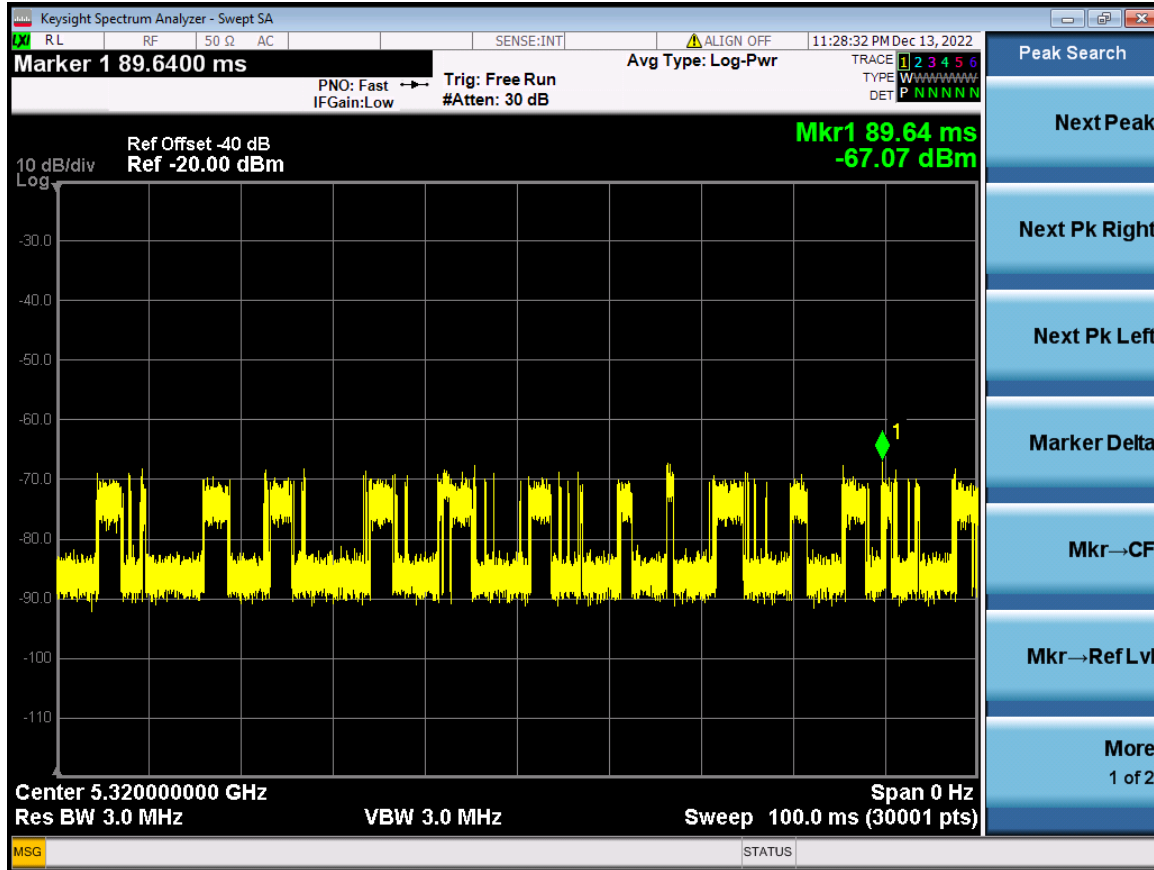 Keysight Spectrum Analyzer - Swept SA
LXI RL RF 50 Ω AC SENSE:INT ALIGN OFF 11:28:32 PM Dec 13, 2022
Marker 1 89.6400 ms
PNO: Fast
IFGain:Low
Trig: Free Run
#Atten: 30 dB
Avg Type: Log-Pwr
TRACE 1 2 3 4 5 6
TYPE WWWWWWW
DET P N N N N N
Mkr1 89.64 ms
-67.07 dBm
Ref Offset -40 dB
10 dB/div Ref -20.00 dBm
Log
-30.0
-40.0
-50.0
-60.0
-70.0
-80.0
-90.0
-100
-110
1
Center 5.320000000 GHz Span 0 Hz
Res BW 3.0 MHz VBW 3.0 MHz Sweep 100.0 ms (30001 pts)
MSG STATUS
Peak Search
Next Peak
Next Pk Right
Next Pk Left
Marker Delta
Mkr→CF
Mkr→Ref Lvl
More
1 of 2